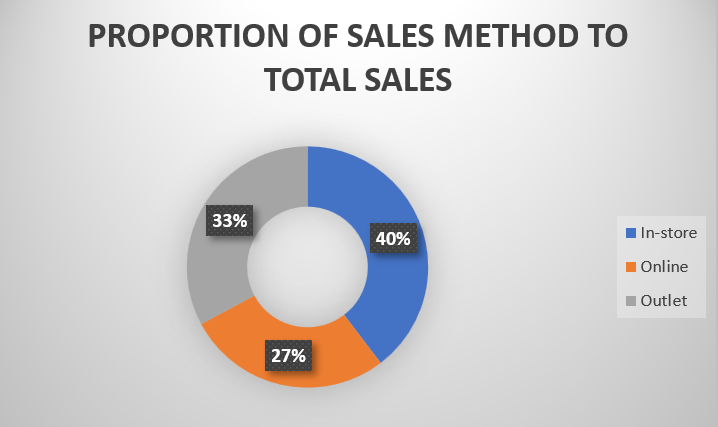 PROPORTION OF SALES METHOD TO
TOTAL SALES
33%
40%
27%
In-store
Online
Outlet